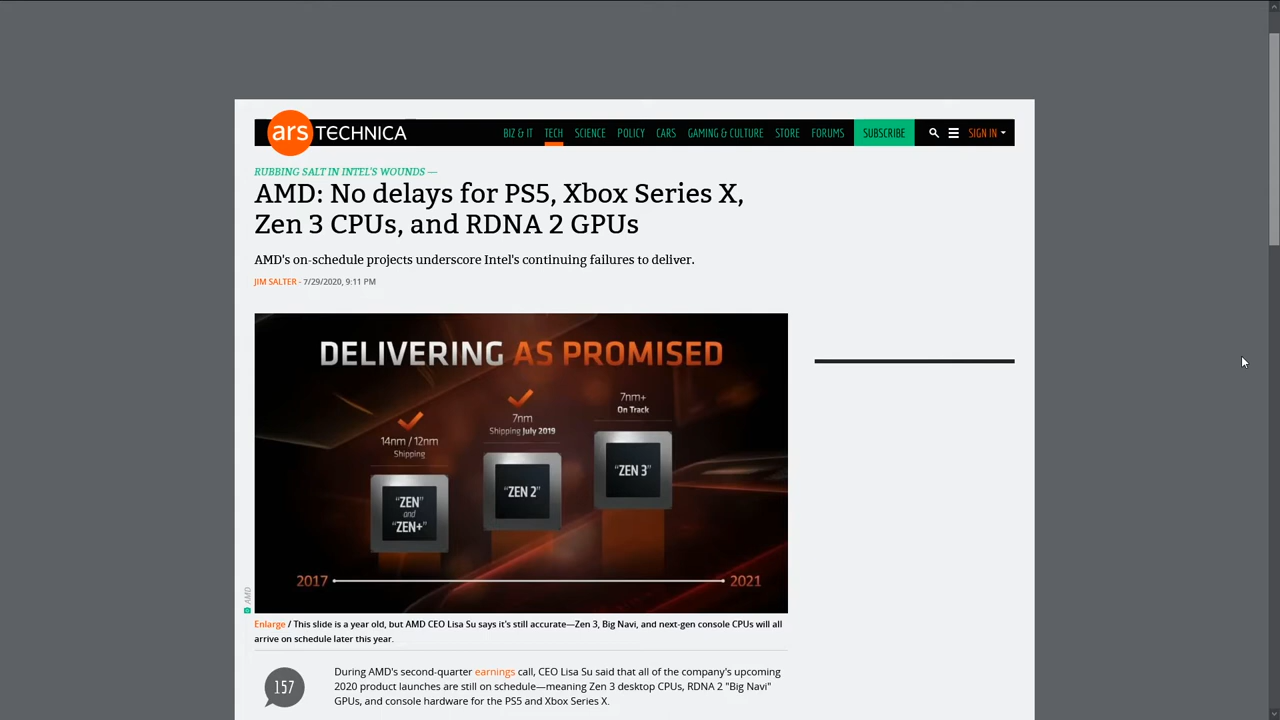 ars TECHNICA
BIZ & IT TECH SCIENCE POLICY CARS GAMING & CULTURE STORE FORUMS SUBSCRIBE SIGN IN
RUBBING SALT IN INTEL'S WOUNDS —
AMD: No delays for PS5, Xbox Series X,
Zen 3 CPUs, and RDNA 2 GPUs
AMD's on-schedule projects underscore Intel's continuing failures to deliver.
JIM SALTER - 7/29/2020, 9:11 PM
DELIVERING AS PROMISED
14nm / 12nm
Shipping
"ZEN"
and
"ZEN+"
7nm
Shipping July 2019
"ZEN 2"
7nm+
On Track
"ZEN 3"
2017
2021
AMD
Enlarge / This slide is a year old, but AMD CEO Lisa Su says it's still accurate—Zen 3, Big Navi, and next-gen console CPUs will all
arrive on schedule later this year.
157
During AMD's second-quarter earnings call, CEO Lisa Su said that all of the company's upcoming
2020 product launches are still on schedule—meaning Zen 3 desktop CPUs, RDNA 2 "Big Navi"
GPUs, and console hardware for the PS5 and Xbox Series X.